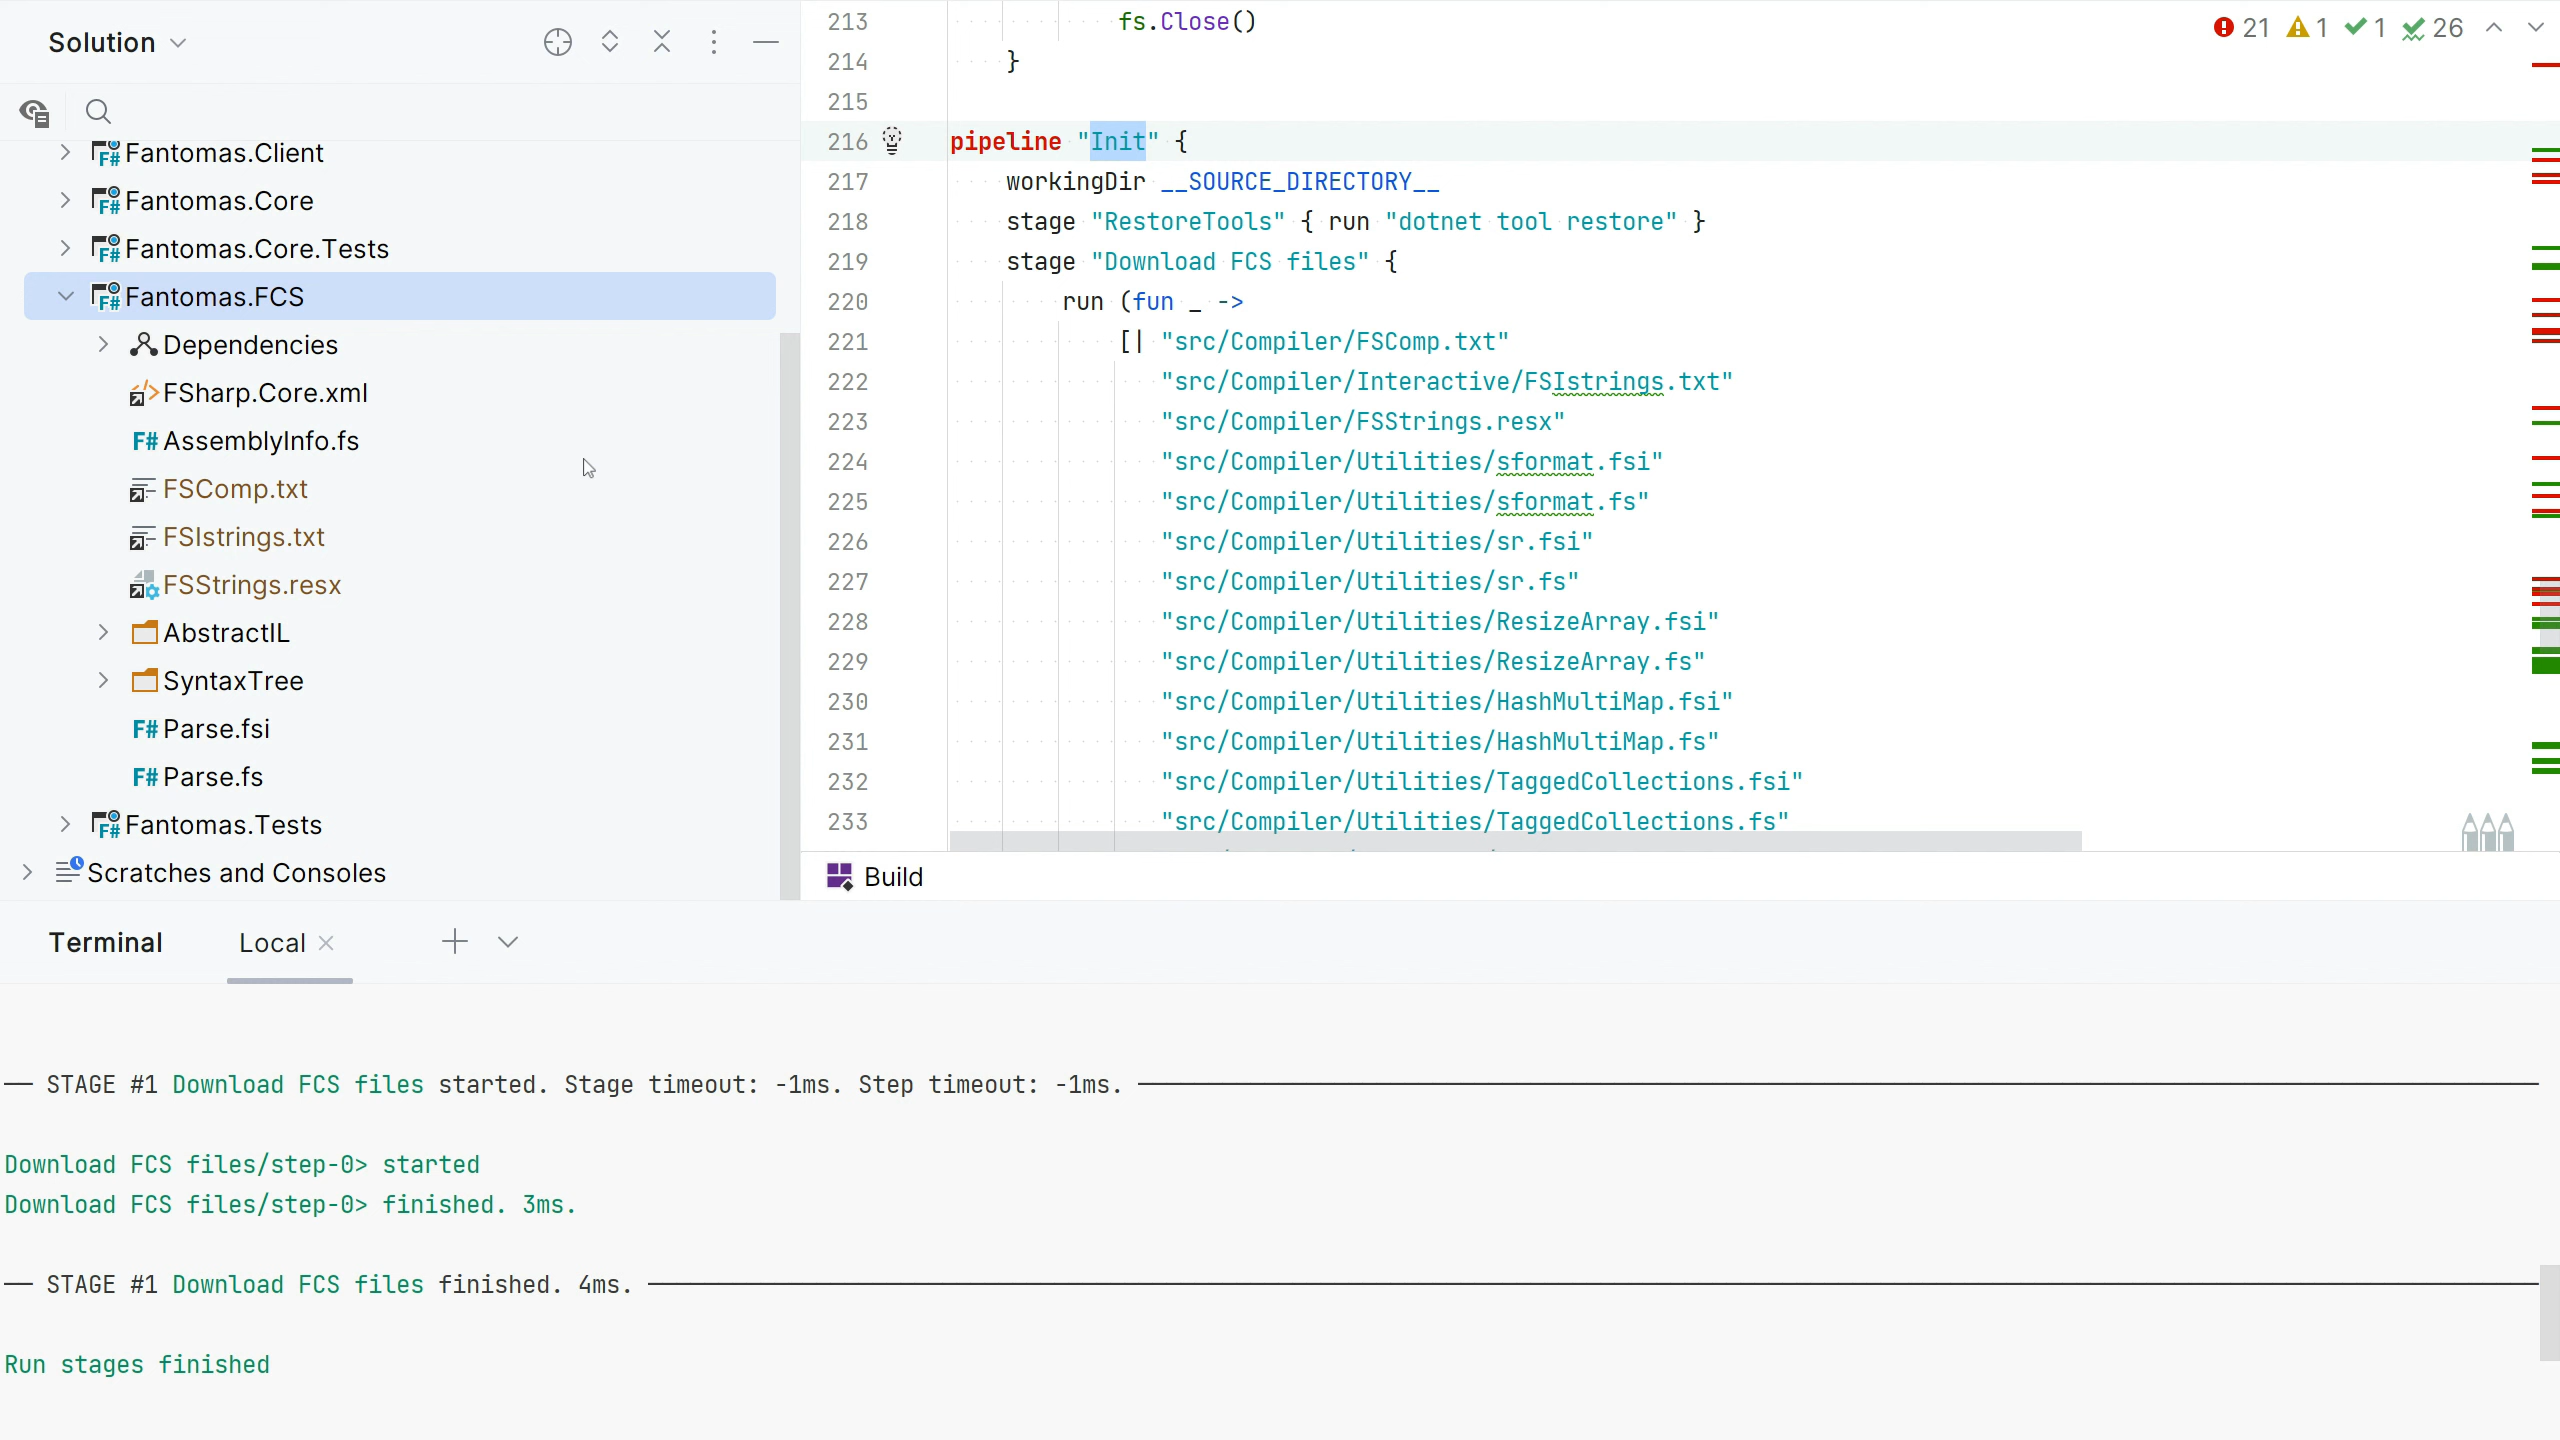 Solution
Fantomas.Client
Fantomas.Core
Fantomas.Core.Tests
Fantomas.FCS
Dependencies
FSharp.Core.xml
F# AssemblyInfo.fs
FSComp.txt
FSIstrings.txt
FSStrings.resx
AbstractIL
SyntaxTree
F# Parse.fsi
F# Parse.fs
Fantomas.Tests
Scratches and Consoles
21 1 1 26
213 fs.Close()
214 }
215
216 pipeline "Init" {
217 workingDir __SOURCE_DIRECTORY__
218 stage "RestoreTools" { run "dotnet tool restore" }
219 stage "Download FCS files" {
220 run (fun _ ->
221 [| "src/Compiler/FSComp.txt"
222 "src/Compiler/Interactive/FSIstrings.txt"
223 "src/Compiler/FSStrings.resx"
224 "src/Compiler/Utilities/sformat.fsi"
225 "src/Compiler/Utilities/sformat.fs"
226 "src/Compiler/Utilities/sr.fsi"
227 "src/Compiler/Utilities/sr.fs"
228 "src/Compiler/Utilities/ResizeArray.fsi"
229 "src/Compiler/Utilities/ResizeArray.fs"
230 "src/Compiler/Utilities/HashMultiMap.fsi"
231 "src/Compiler/Utilities/HashMultiMap.fs"
232 "src/Compiler/Utilities/TaggedCollections.fsi"
233 "src/Compiler/Utilities/TaggedCollections.fs"
Build
Terminal Local
── STAGE #1 Download FCS files started. Stage timeout: -1ms. Step timeout: -1ms. ──
Download FCS files/step-0> started
Download FCS files/step-0> finished. 3ms.
── STAGE #1 Download FCS files finished. 4ms. ──
Run stages finished